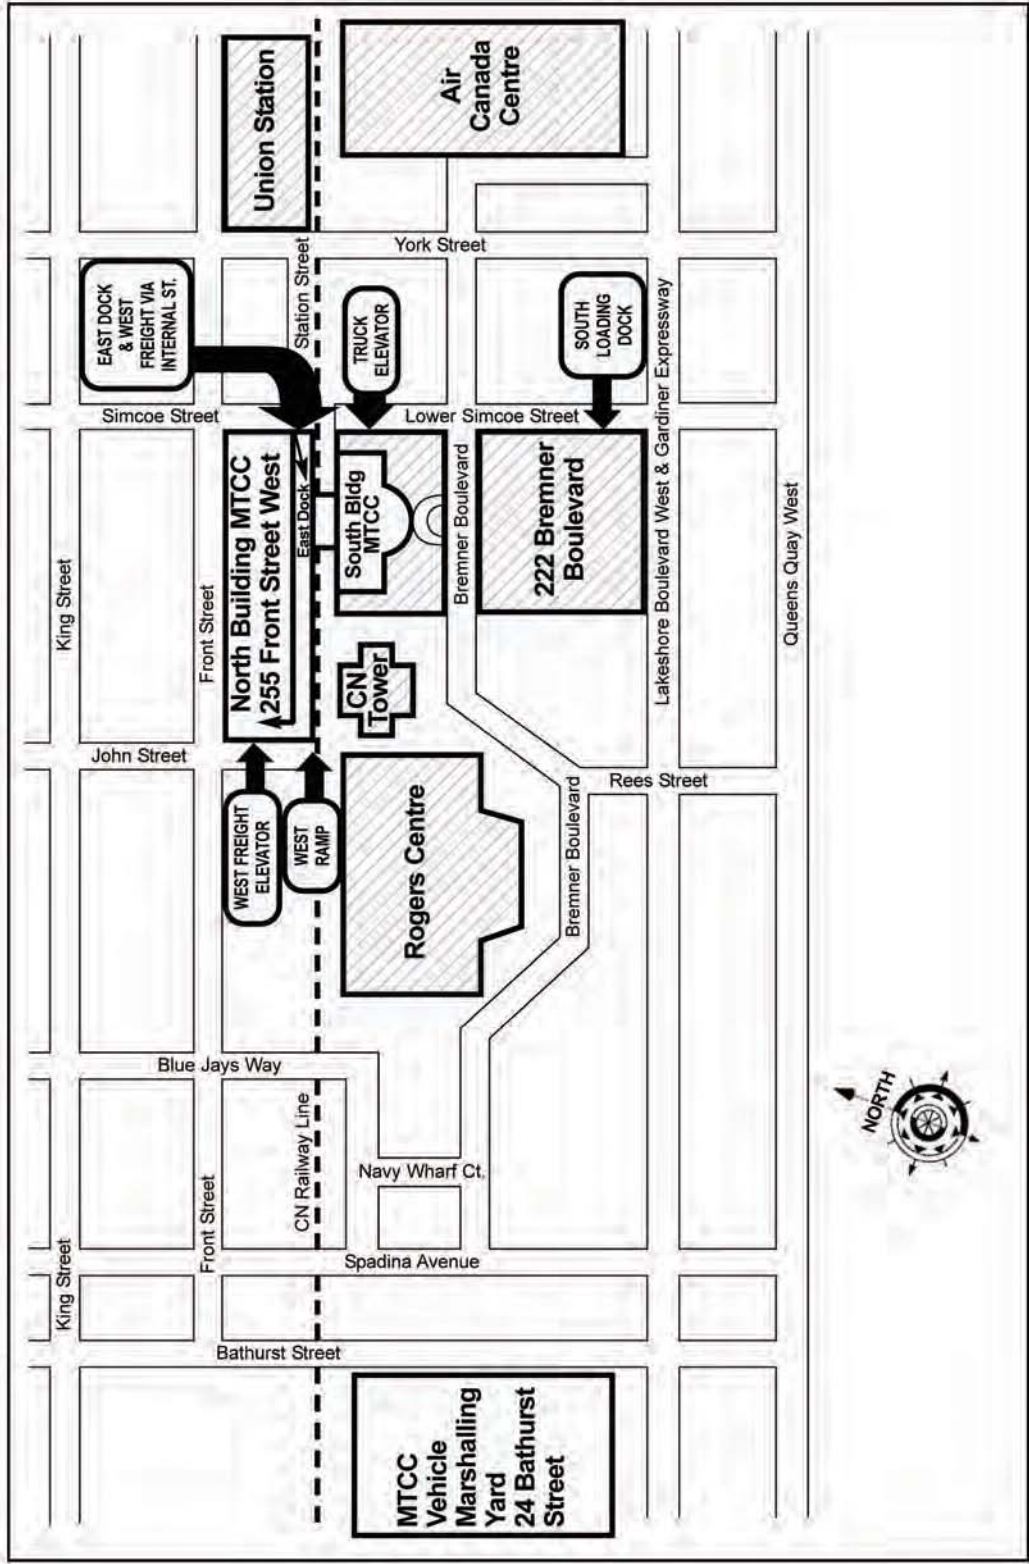 King Street
King Street
Bathurst Street
Front Street
Blue Jays Way
CN Railway Line
Spadina Avenue
Navy Wharf Ct.
MTCC
Vehicle
Marshalling
Yard
24 Bathurst
Street
John Street
Front Street
WEST FREIGHT
ELEVATOR
WEST
RAMP
Rogers Centre
Bremner Boulevard
Rees Street
CN
Tower
North Building MTCC
255 Front Street West
East Dock
South Bldg
MTCC
Bremner Boulevard
222 Bremner
Boulevard
Lakeshore Boulevard West & Gardiner Expressway
Queens Quay West
Simcoe Street
Lower Simcoe Street
EAST DOCK
& WEST
FREIGHT VIA
INTERNAL ST.
Station Street
TRUCK
ELEVATOR
SOUTH
LOADING
DOCK
York Street
Union Station
Air
Canada
Centre
NORTH